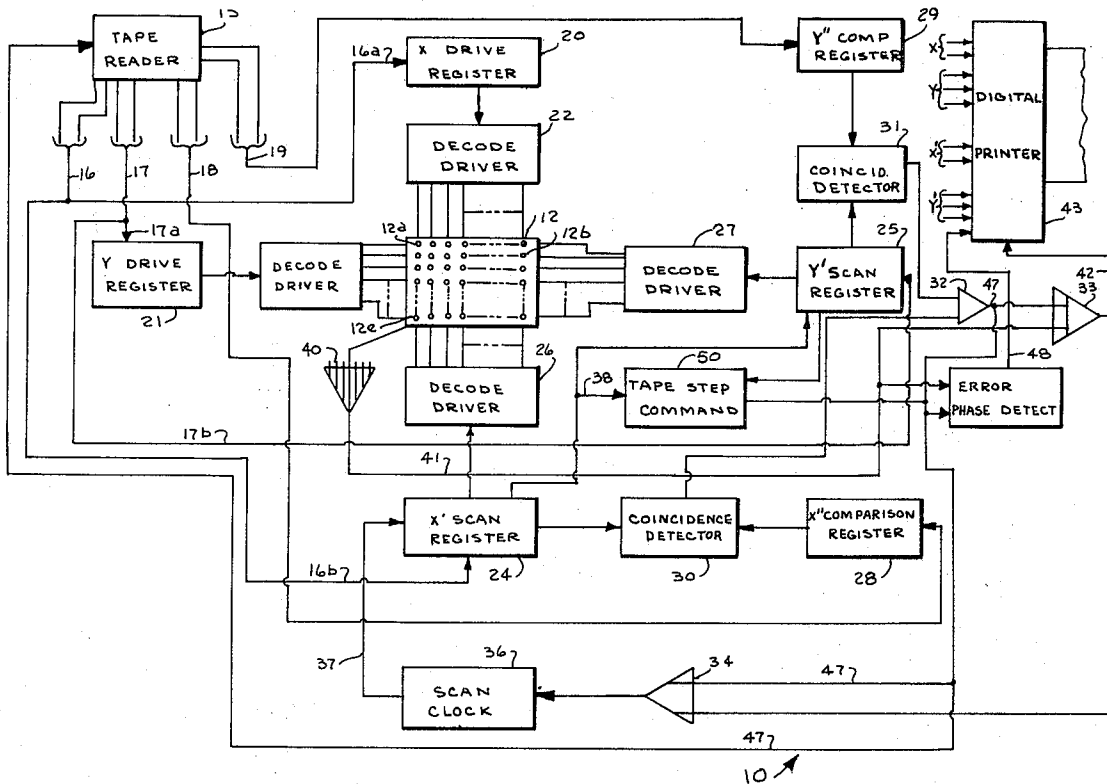 13
TAPE
READER
16
17
18
19
16a
X DRIVE
REGISTER
20
Y" COMP
REGISTER
29
X
Y
X'
Y'
DIGITAL
PRINTER
43
DECODE
DRIVER
22
31
COINCID.
DETECTOR
17a
Y DRIVE
REGISTER
21
DECODE
DRIVER
12a
12
12b
12e
27
DECODE
DRIVER
25
Y' SCAN
REGISTER
32
47
42
33
40
26
DECODE
DRIVER
38
50
TAPE STEP
COMMAND
48
ERROR
PHASE DETECT
17b
41
X' SCAN
REGISTER
24
COINCIDENCE
DETECTOR
30
X" COMPARISON
REGISTER
28
16b
37
36
SCAN
CLOCK
34
47
47
10